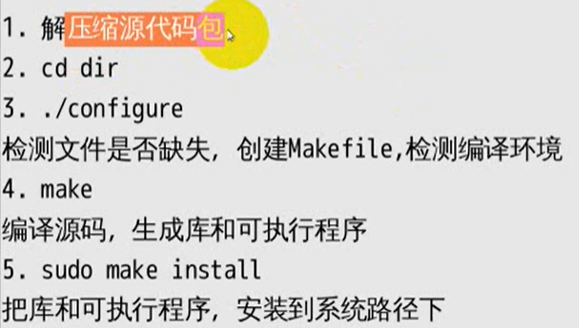 1. 解压缩源代码包
2. cd dir
3. ./configure
检测文件是否缺失, 创建Makefile,检测编译环境
4. make
编译源码, 生成库和可执行程序
5. sudo make install
把库和可执行程序, 安装到系统路径下